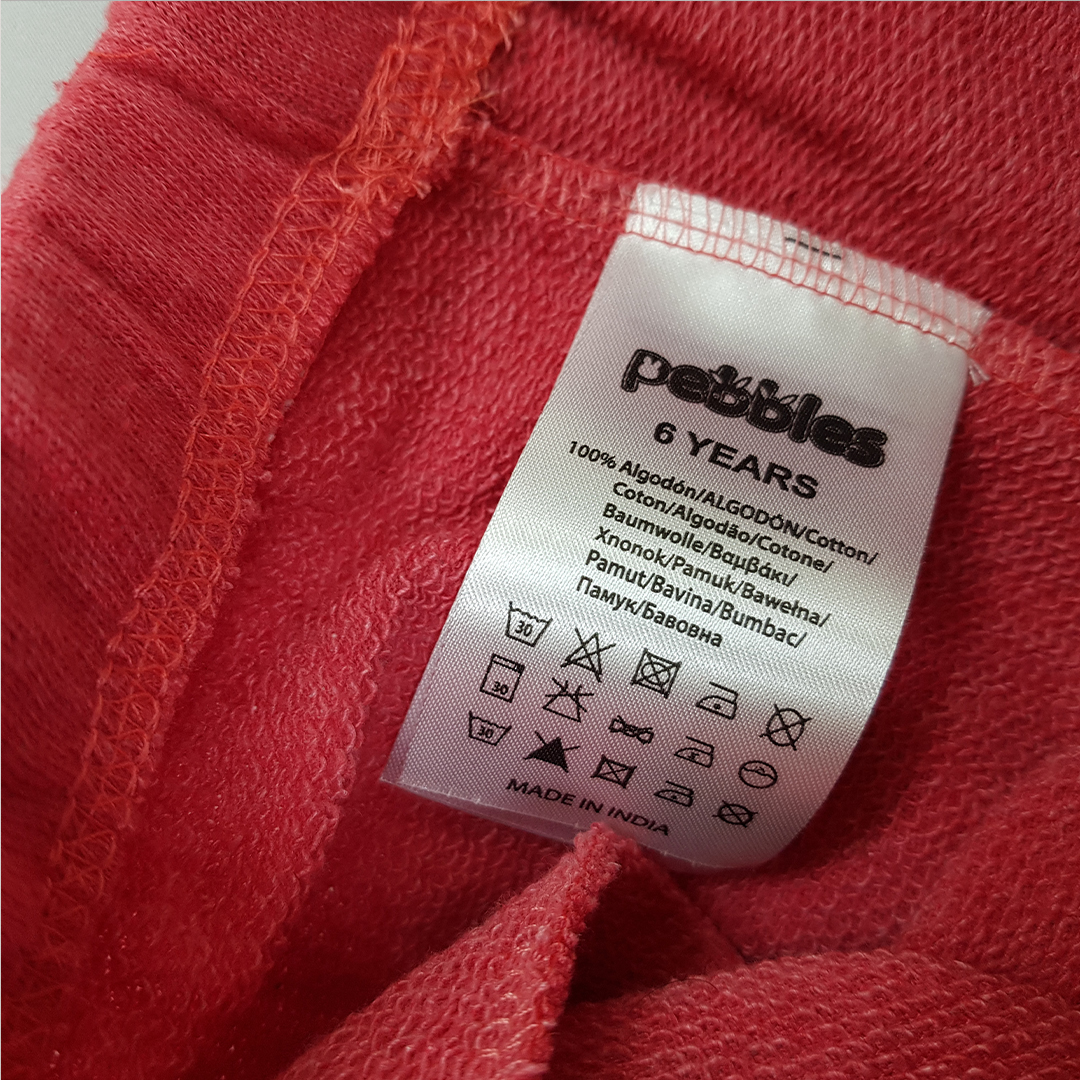 pebbles
6 YEARS
100% Algodón/ALGODÓN/Cotton/
Coton/Algodão/Cotone/
Baumwolle/Βαμβάκι/
Xnonok/Pamuk/Bawełna/
Pamut/Bavlna/Bumbac/
Памук/Бавовна
30
30
30
MADE IN INDIA